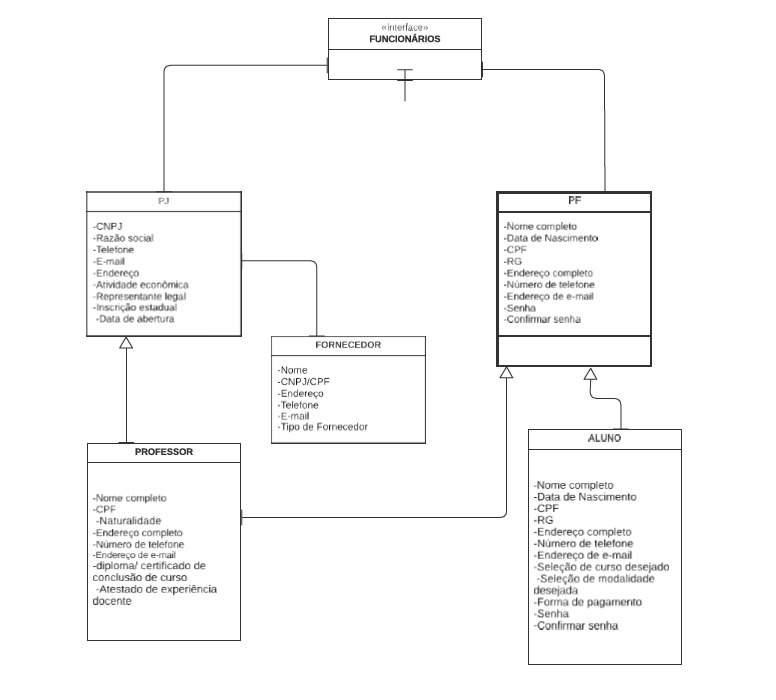 «interface»
FUNCIONÁRIOS
PJ
-CNPJ
-Razão social
-Telefone
-E-mail
-Endereço
-Atividade econômica
-Representante legal
-Inscrição estadual
-Data de abertura
PF
-Nome completo
-Data de Nascimento
-CPF
-RG
-Endereço completo
-Número de telefone
-Endereço de e-mail
-Senha
-Confirmar senha
FORNECEDOR
-Nome
-CNPJ/CPF
-Endereço
-Telefone
-E-mail
-Tipo de Fornecedor
PROFESSOR
-Nome completo
-CPF
-Naturalidade
-Endereço completo
-Número de telefone
-Endereço de e-mail
-diploma/ certificado de
conclusão de curso
-Atestado de experiência
docente
ALUNO
-Nome completo
-Data de Nascimento
-CPF
-RG
-Endereço completo
-Número de telefone
-Endereço de e-mail
-Seleção de curso desejado
-Seleção de modalidade
desejada
-Forma de pagamento
-Senha
-Confirmar senha